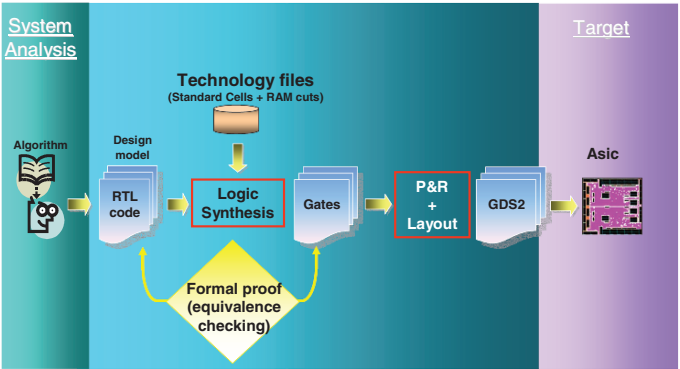 System
Analysis
Target
Technology files
(Standard Cells + RAM cuts)
Algorithm
Design
model
Asic
RTL
code
Logic
Synthesis
Gates
P&R
+
Layout
GDS2
Formal proof
(equivalence
checking)